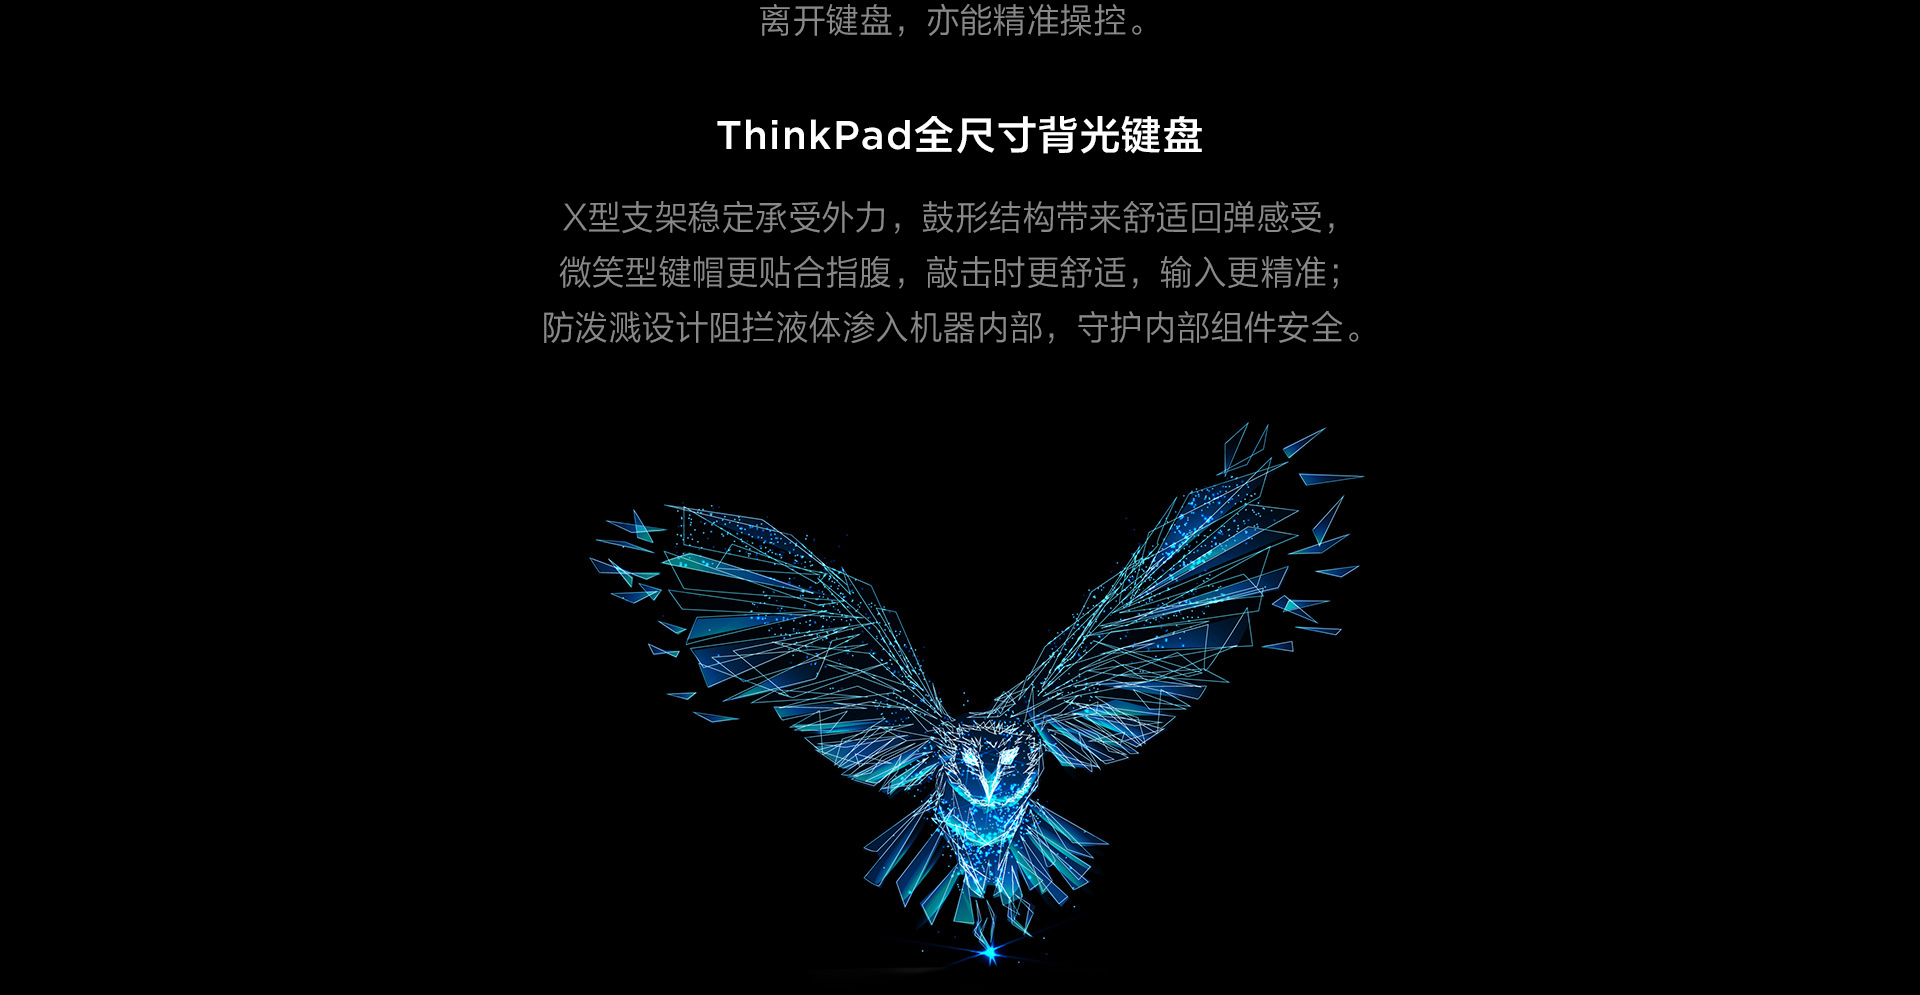 离开键盘，亦能精准操控。
ThinkPad全尺寸背光键盘
X型支架稳定承受外力，鼓形结构带来舒适回弹感受，
微笑型键帽更贴合指腹，敲击时更舒适，输入更精准；
防泼溅设计阻拦液体渗入机器内部，守护内部组件安全。